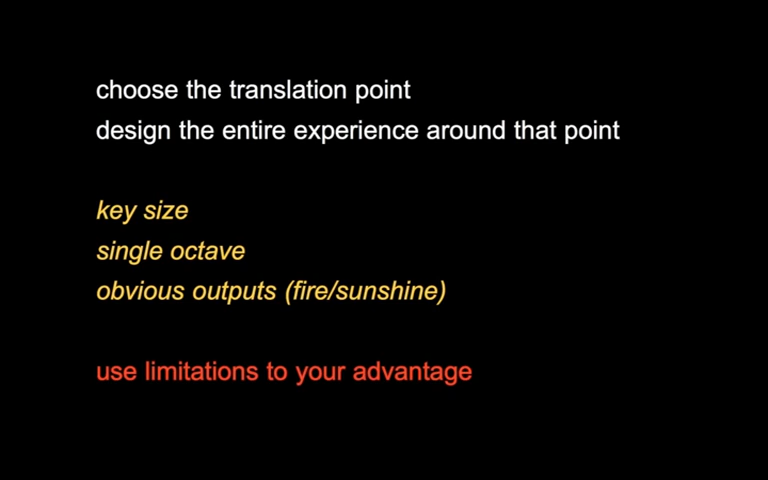 choose the translation point
design the entire experience around that point
key size
single octave
obvious outputs (fire/sunshine)
use limitations to your advantage